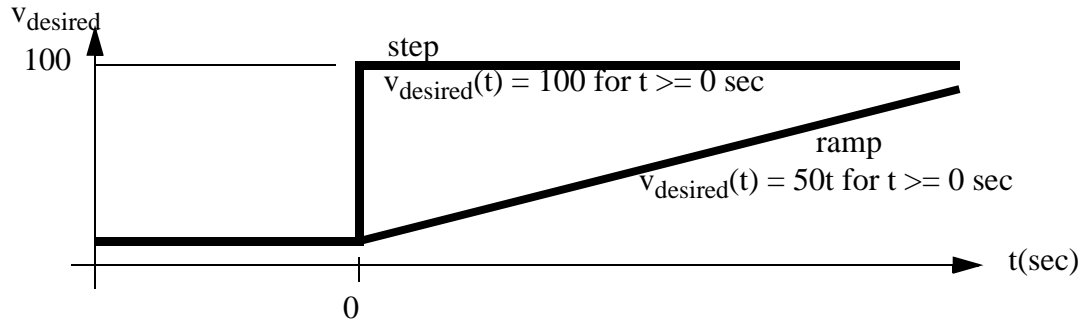 v_desired
100
step
v_desired(t) = 100 for t >= 0 sec
ramp
v_desired(t) = 50t for t >= 0 sec
t(sec)
0